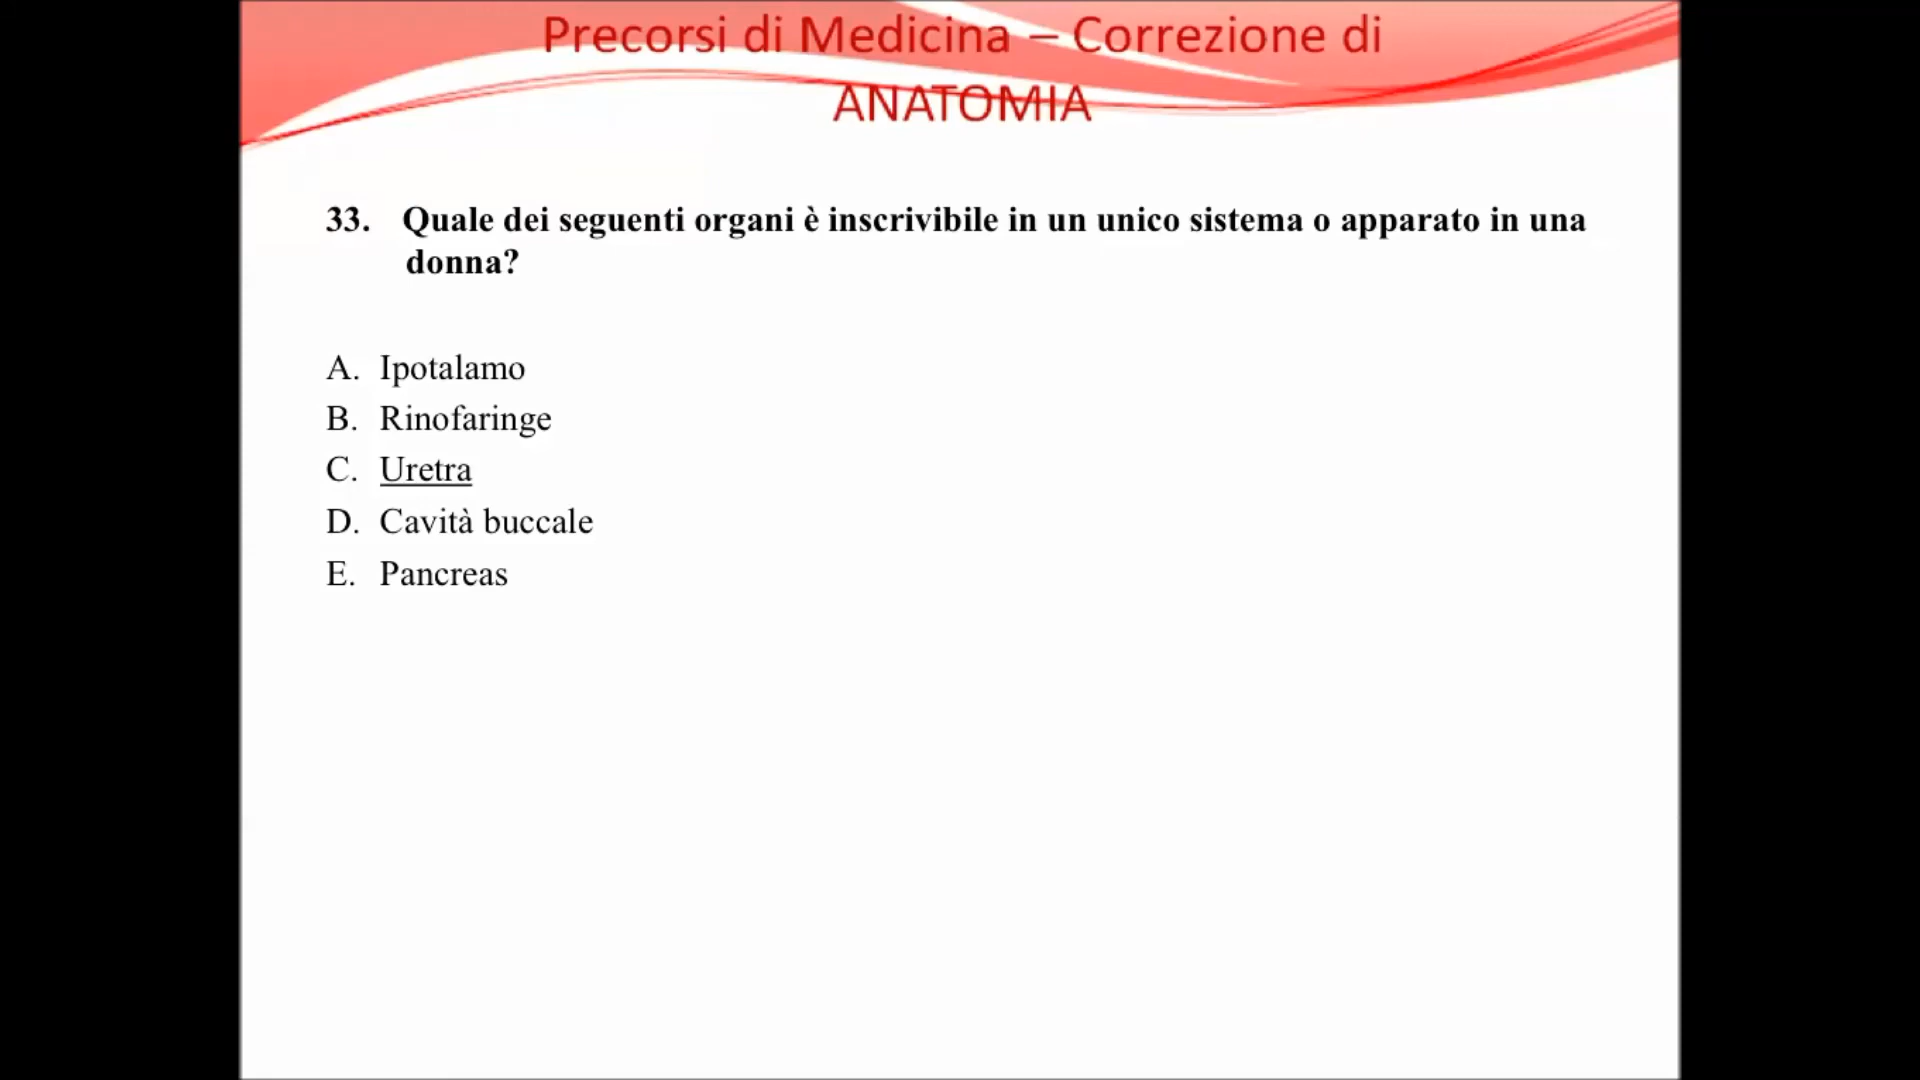 Precorsi di Medicina – Correzione di
ANATOMIA
33. Quale dei seguenti organi è inscrivibile in un unico sistema o apparato in una
donna?
A. Ipotalamo
B. Rinofaringe
C. Uretra
D. Cavità buccale
E. Pancreas